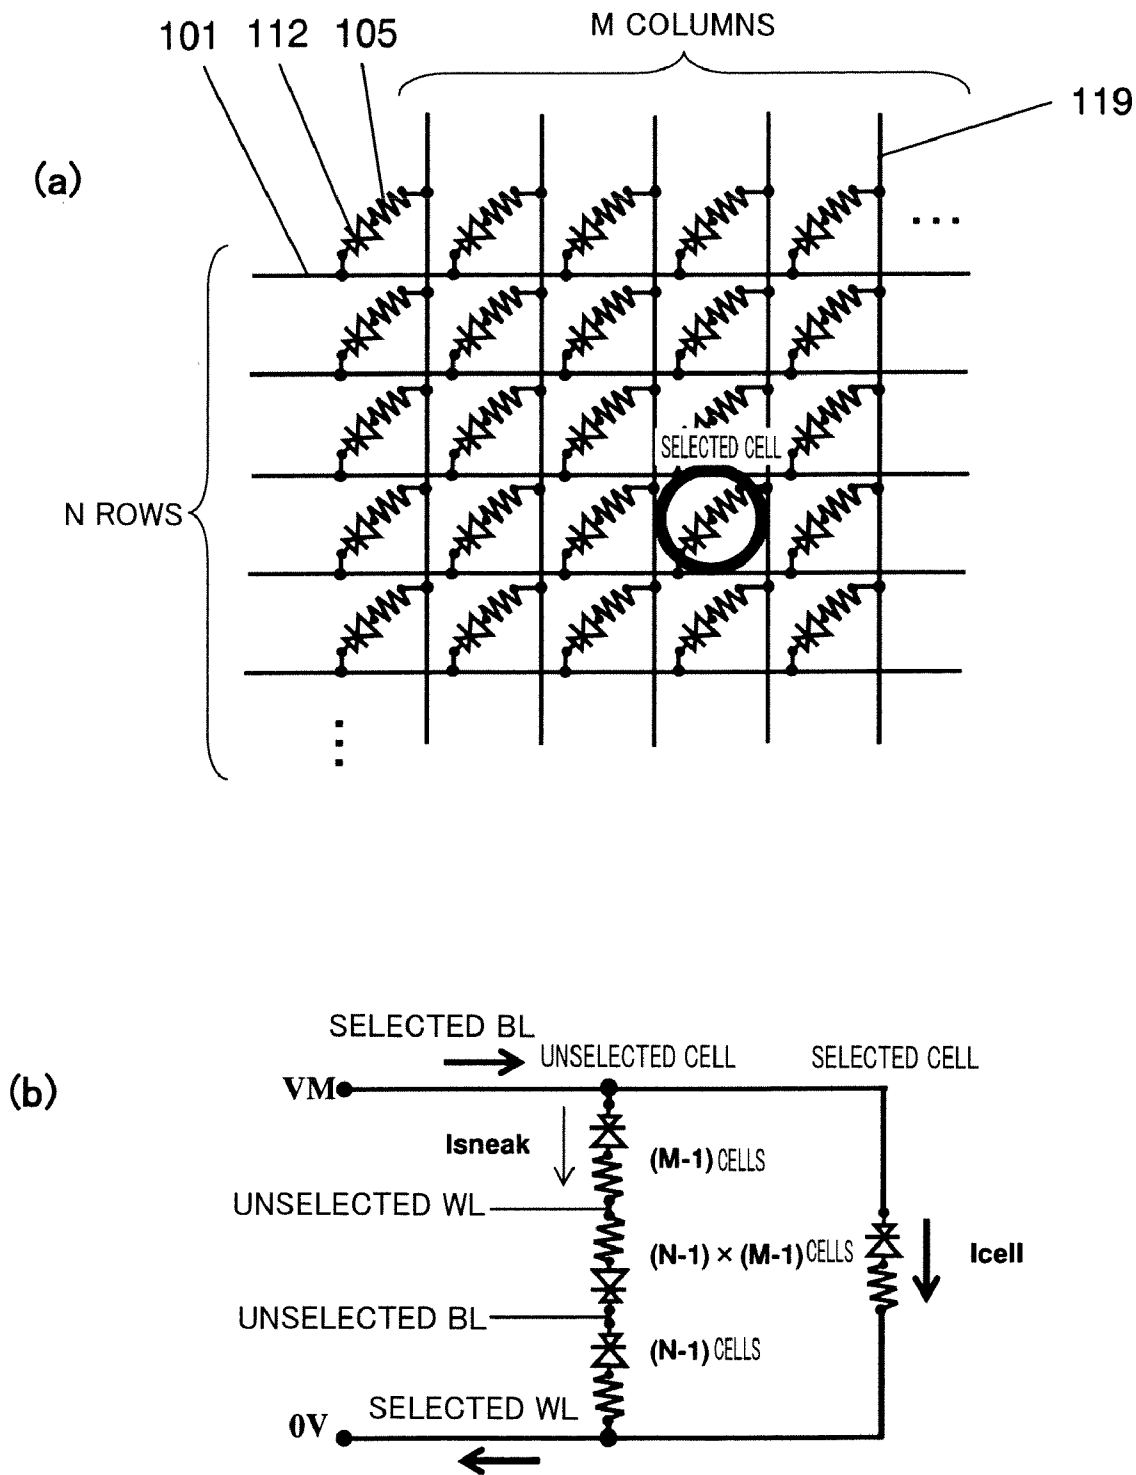 M COLUMNS
101 112 105
119
(a)
SELECTED CELL
N ROWS
SELECTED BL
UNSELECTED CELL SELECTED CELL
(b)
VM
Isneak
(M-1) CELLS
UNSELECTED WL
(N-1) × (M-1) CELLS
Icell
UNSELECTED BL
(N-1) CELLS
SELECTED WL
0V